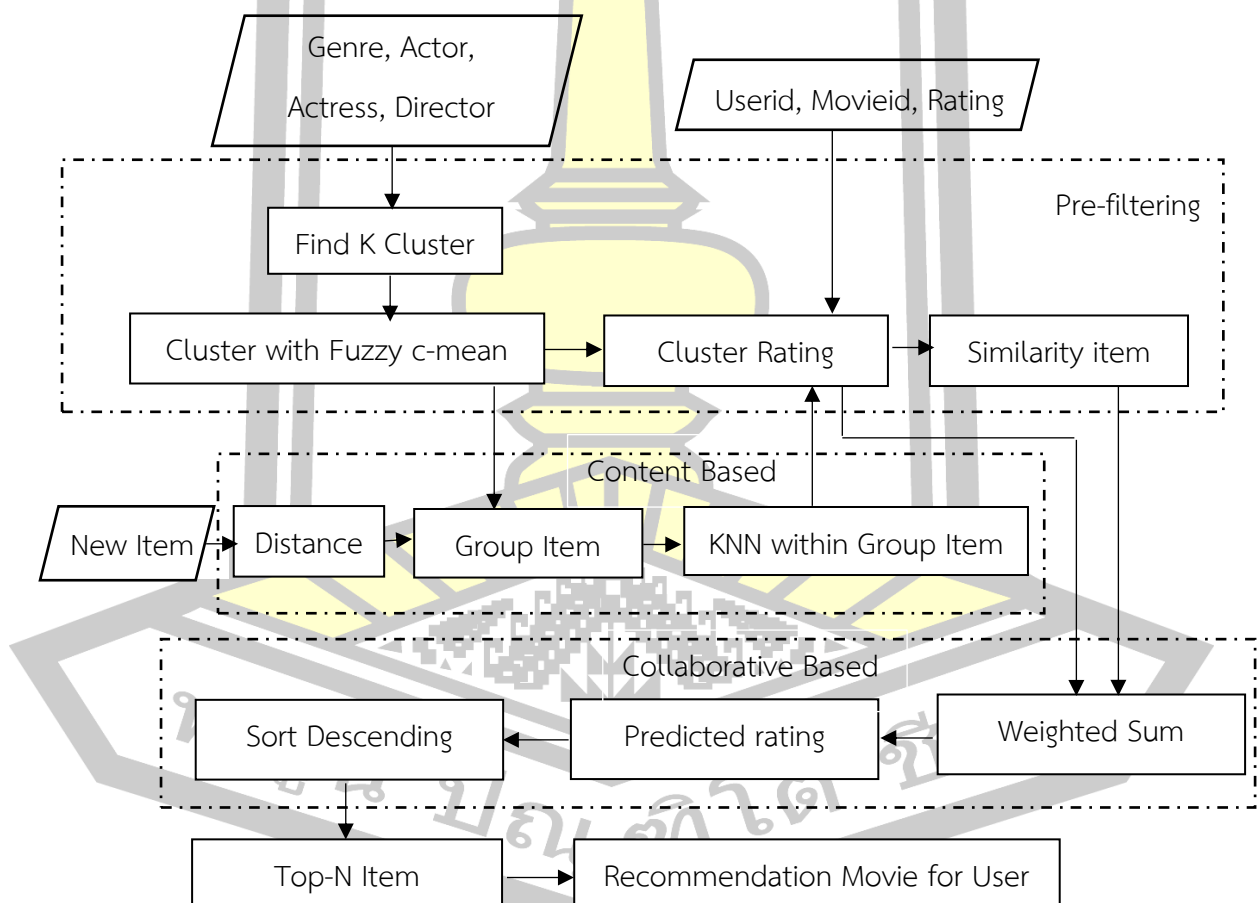 Genre, Actor,
Actress, Director
Userid, Movieid, Rating
Pre-filtering
Find K Cluster
Cluster with Fuzzy c-mean
Cluster Rating
Similarity item
Content Based
New Item
Distance
Group Item
KNN within Group Item
Collaborative Based
Sort Descending
Predicted rating
Weighted Sum
Top-N Item
Recommendation Movie for User